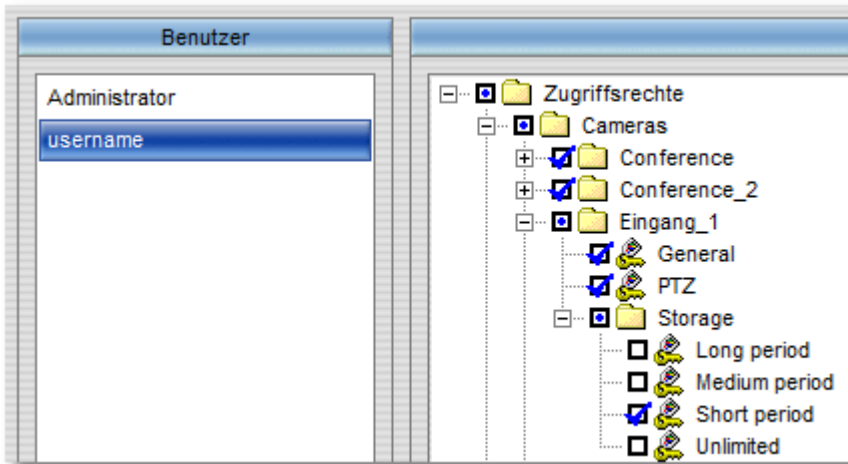 Benutzer
Administrator
username
Zugriffsrechte
Cameras
Conference
Conference_2
Eingang_1
General
PTZ
Storage
Long period
Medium period
Short period
Unlimited